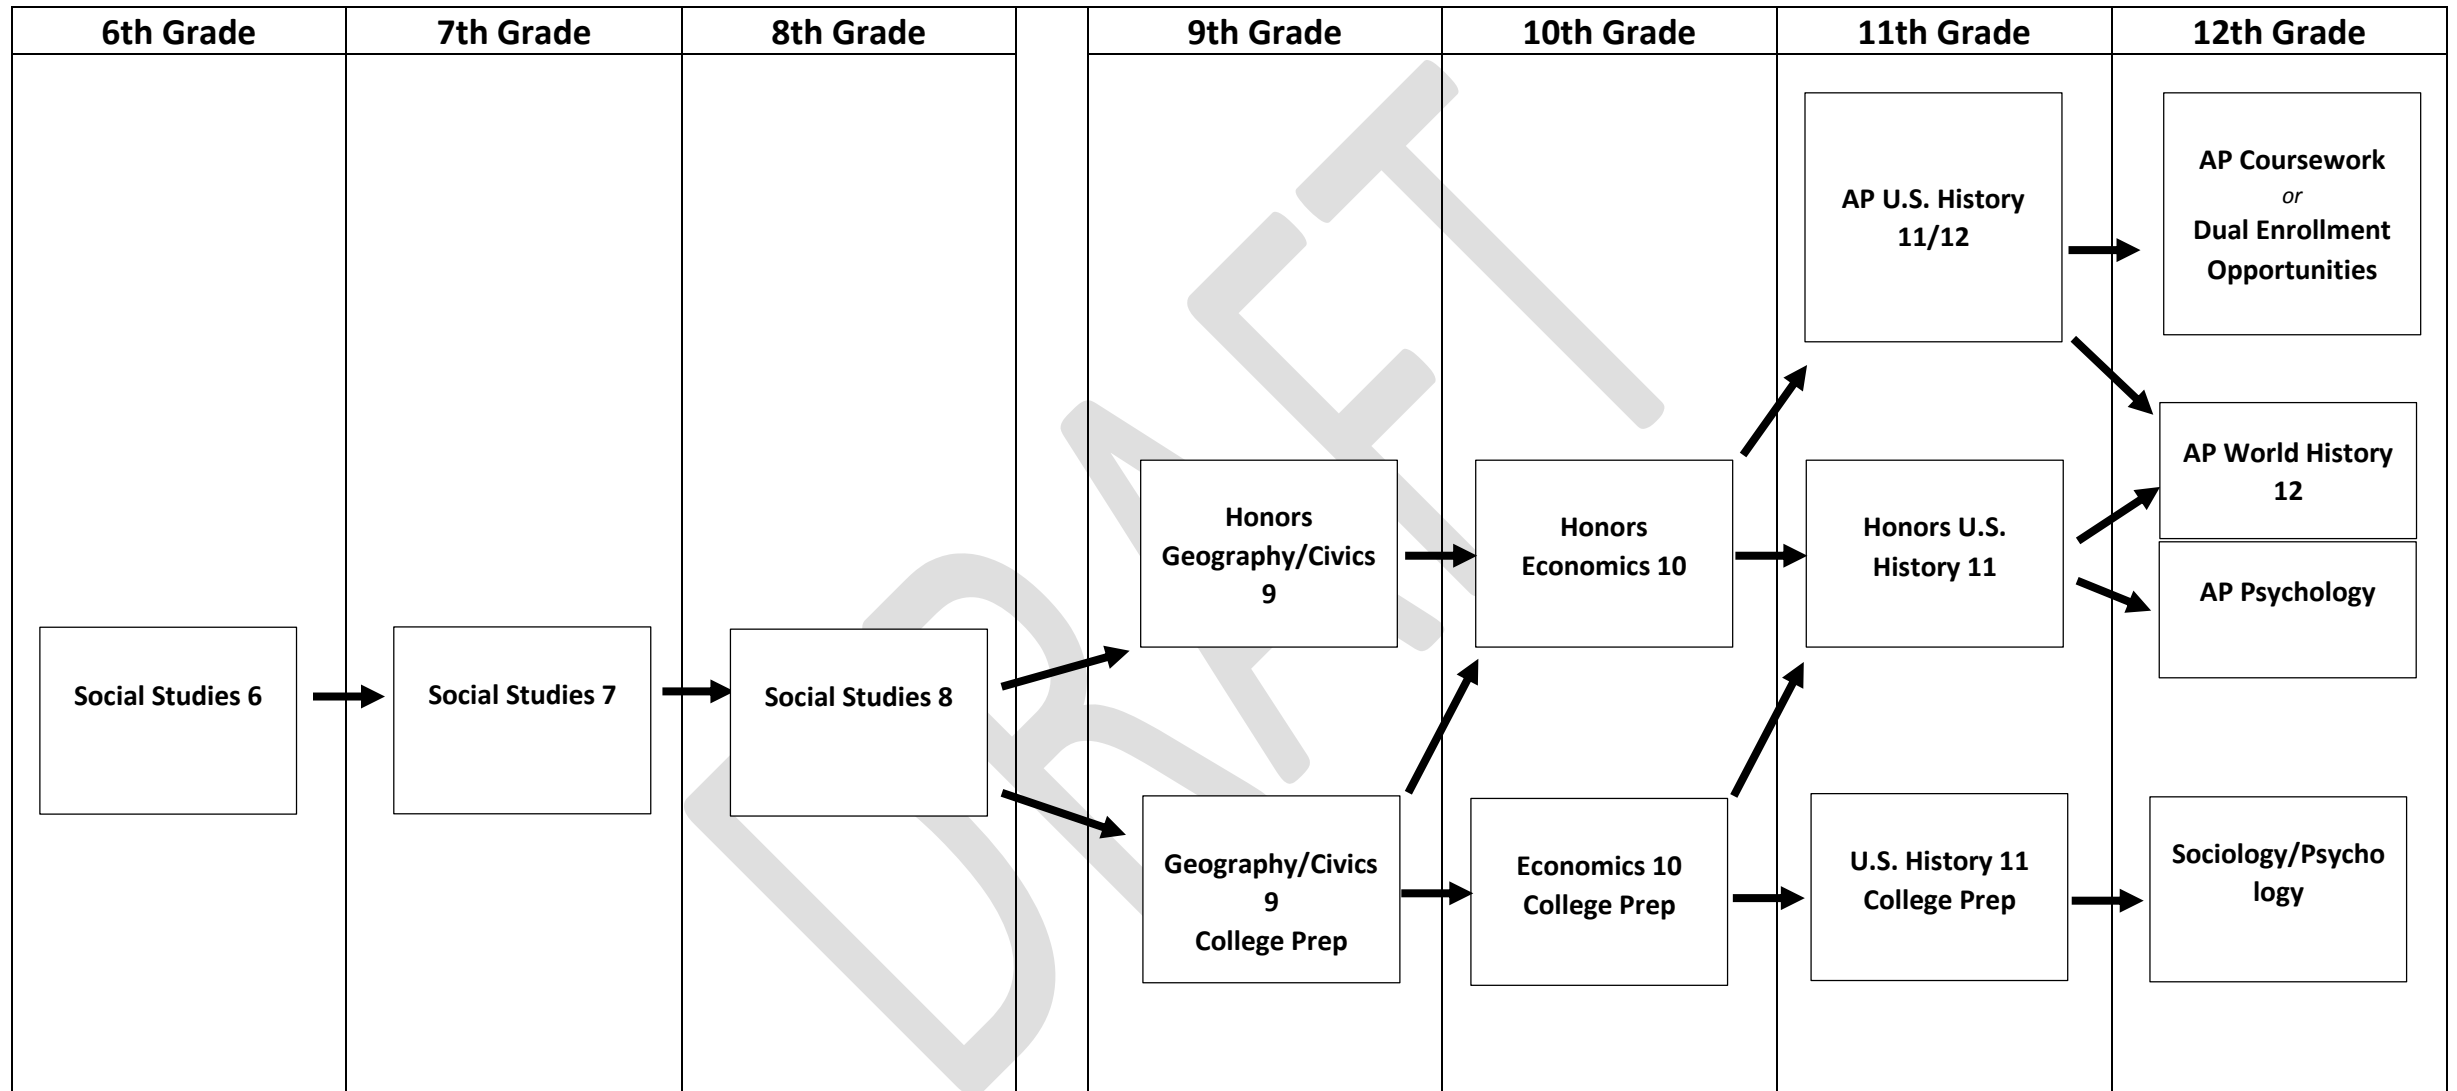 6th Grade
7th Grade
8th Grade
9th Grade
10th Grade
11th Grade
12th Grade
AP U.S. History
11/12
AP Coursework
or
Dual Enrollment
Opportunities
AP World History
12
Honors
Geography/Civics
9
Honors
Economics 10
Honors U.S.
History 11
AP Psychology
Social Studies 6
Social Studies 7
Social Studies 8
Geography/Civics
9
College Prep
Economics 10
College Prep
U.S. History 11
College Prep
Sociology/Psycho
logy
DRAFT